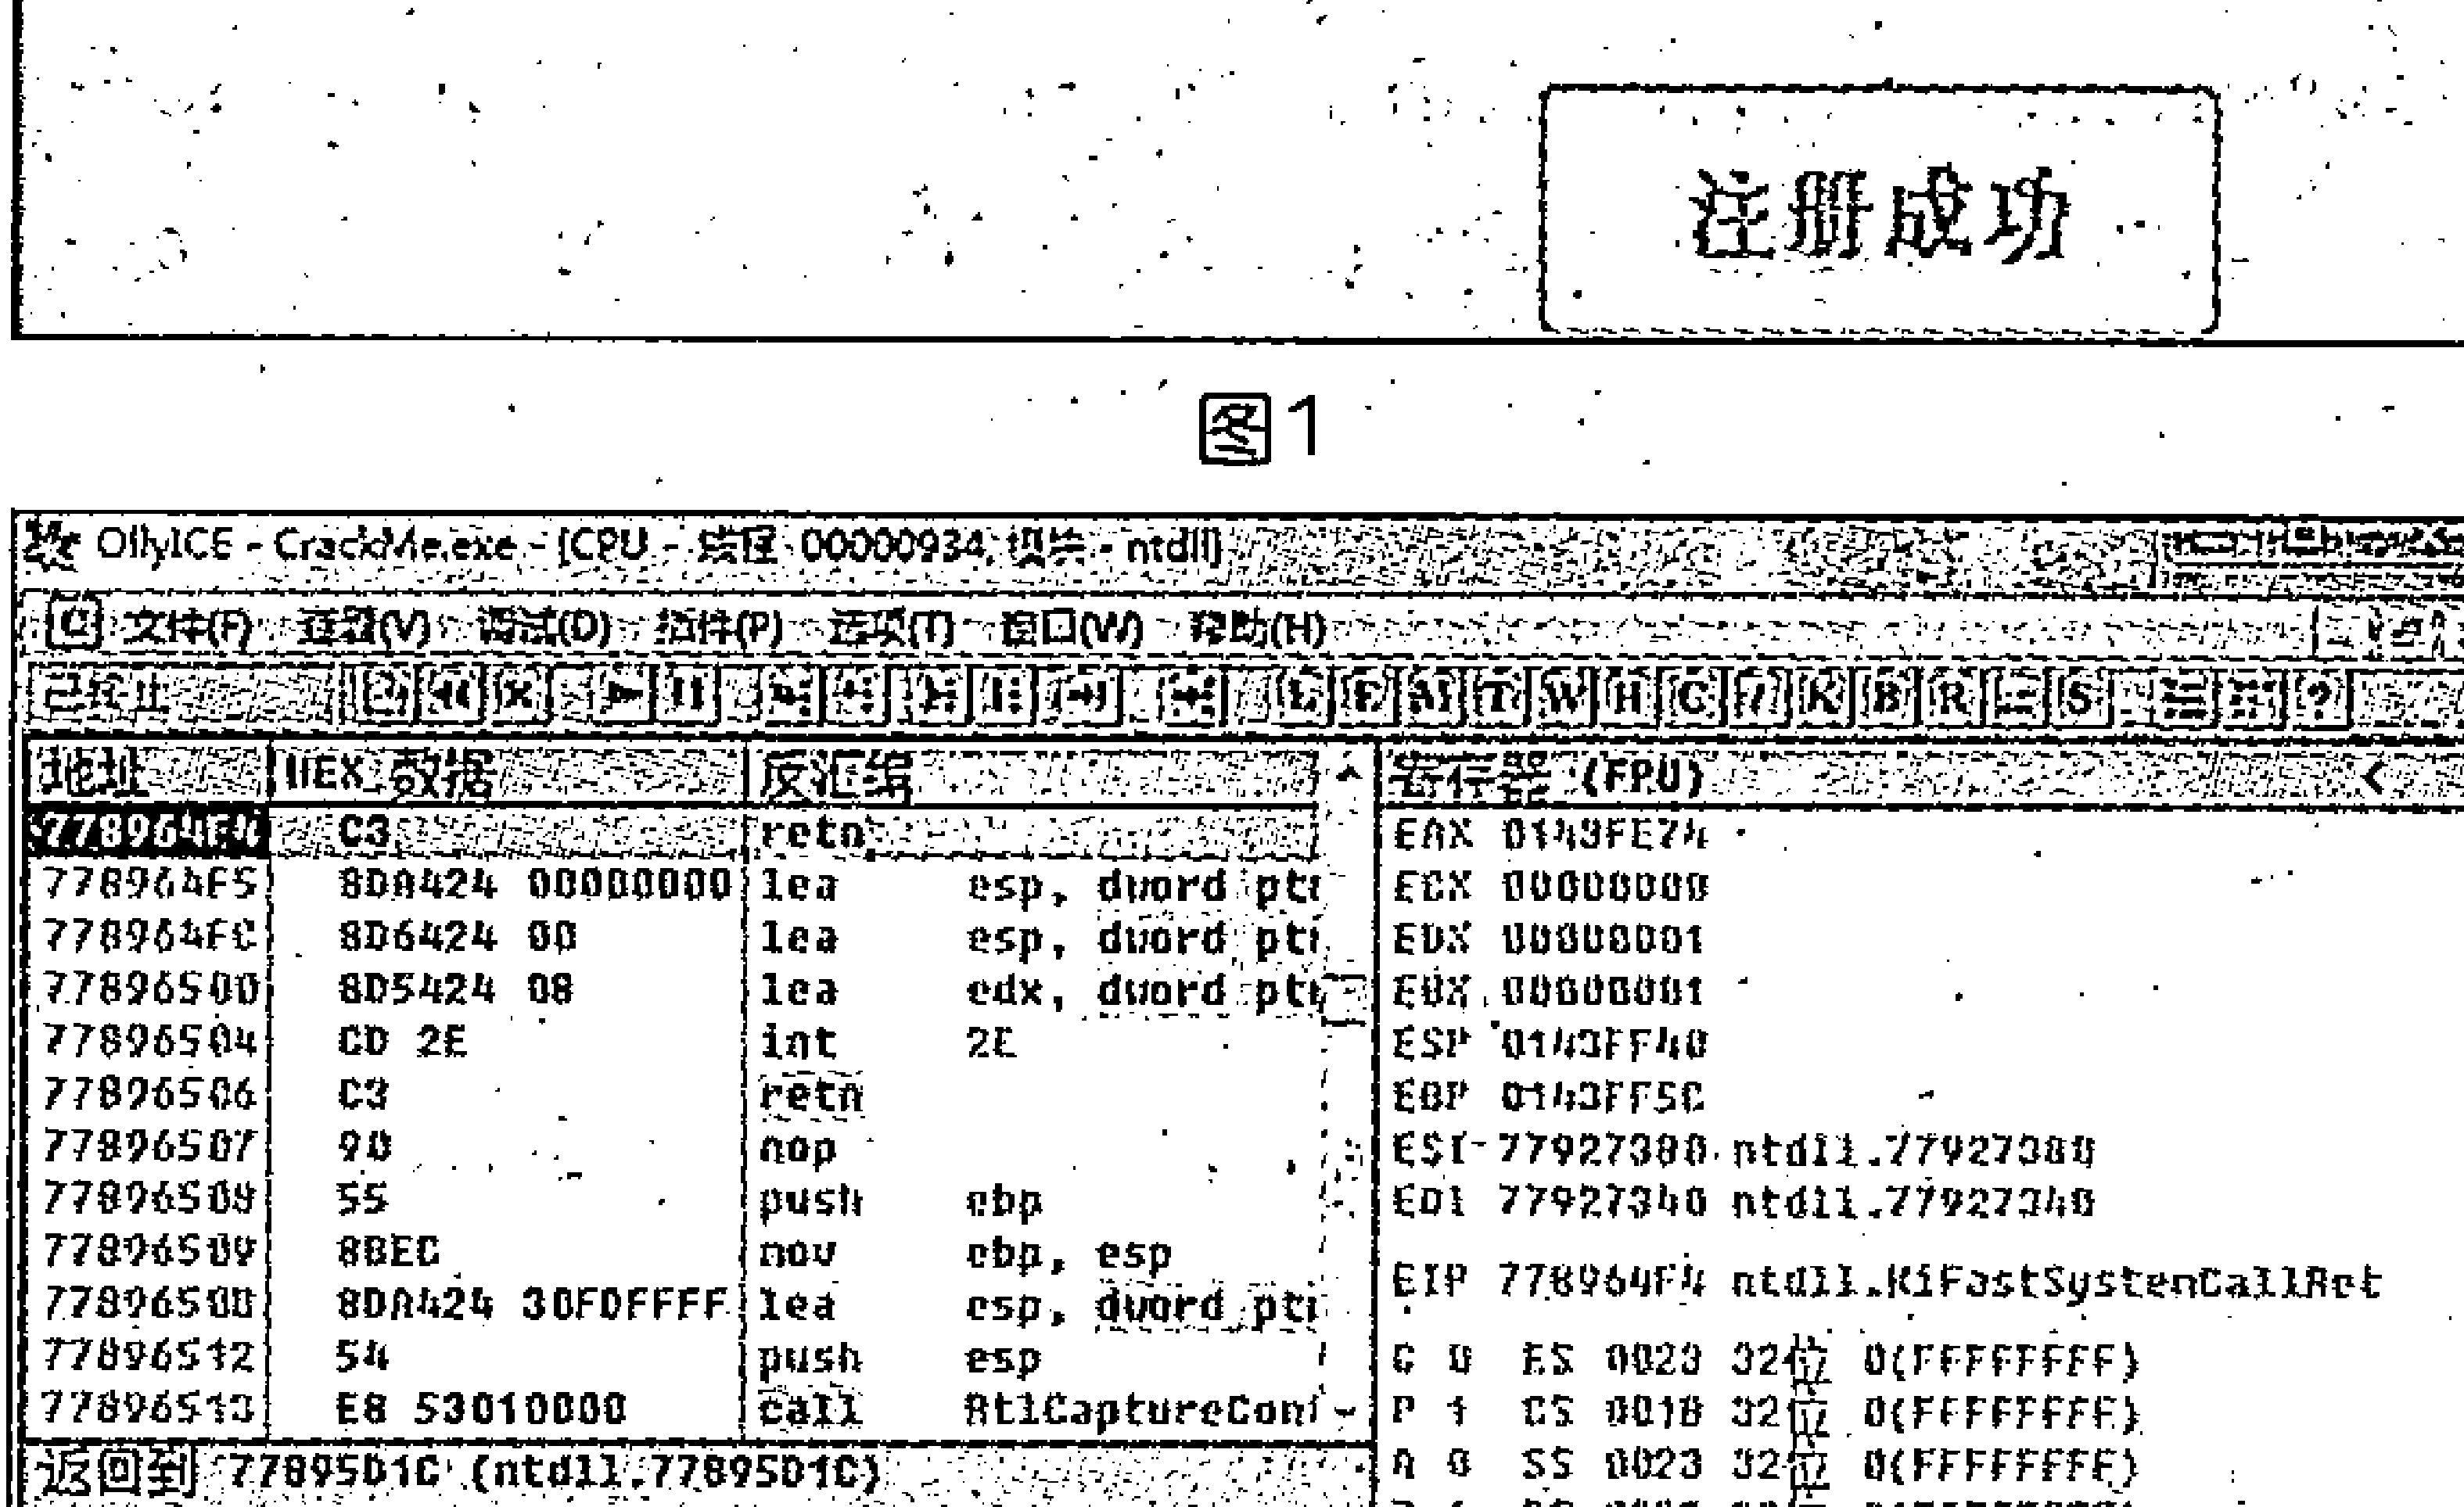 注册成功
图1
OllyICE - CrackMe.exe - [CPU - 线程 00000934, 模块 - ntdll]
文件(F) 查看(V) 调试(D) 插件(P) 选项(T) 窗口(W) 帮助(H)
L E M T W H C / K B R S ?
地址 HEX 数据 反汇编 寄存器 (FPU) <
778964F4 C3 retn EAX 0143FE74
778964F5 8DA424 00000000 lea esp, dword ptr ECX 00000000
778964FC 8D6424 00 lea esp, dword ptr EDX 00000001
77896500 8D5424 08 lea edx, dword ptr EBX 00000001
77896504 CD 2E int 2E ESP 0143FF40
77896506 C3 retn EBP 0143FF5C
77896507 90 nop ESI 77927380 ntdll.77927380
77896508 55 push ebp EDI 77927340 ntdll.77927340
77896509 8BEC mov ebp, esp
EIP 778964F4 ntdll.KiFastSystemCallRet
7789650B 8DA424 30FDFFFF lea esp, dword ptr
77896512 54 push esp C 0 ES 0023 32位 0(FFFFFFFF)
77896513 E8 53010000 call RtlCaptureCont P 1 CS 001B 32位 0(FFFFFFFF)
返回到 77895D1C (ntdll.77895D1C) A 0 SS 0023 32位 0(FFFFFFFF)